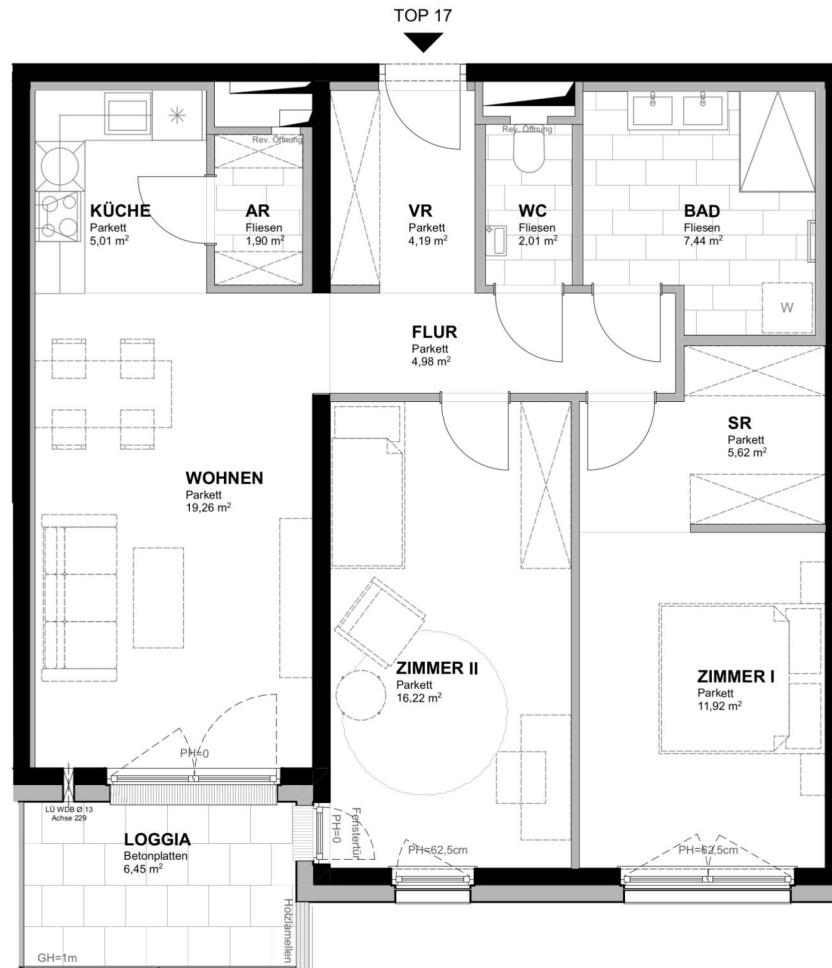 TOP 17
Rev. Öffnung
Rev. Öffnung
KÜCHE
Parkett
5,01 m²
AR
Fliesen
1,90 m²
VR
Parkett
4,19 m²
WC
Fliesen
2,01 m²
BAD
Fliesen
7,44 m²
W
FLUR
Parkett
4,98 m²
SR
Parkett
5,62 m²
WOHNEN
Parkett
19,26 m²
ZIMMER II
Parkett
16,22 m²
ZIMMER I
Parkett
11,92 m²
PH=0
LÜ WDB Ø 13
Achse 229
LOGGIA
Betonplatten
6,45 m²
Fenstertür
PH=0
PH=62,5cm
PH=62,5cm
Holzlamellen
GH=1m